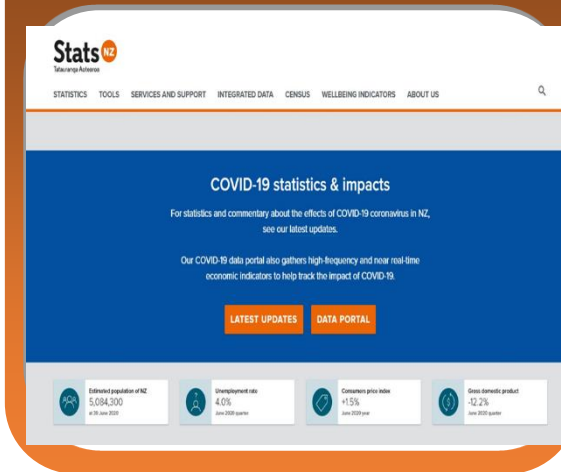 Stats NZ
Tatauranga Aotearoa
STATISTICS TOOLS SERVICES AND SUPPORT INTEGRATED DATA CENSUS WELLBEING INDICATORS ABOUT US
COVID-19 statistics & impacts
For statistics and commentary about the effects of COVID-19 coronavirus in NZ,
see our latest updates.
Our COVID-19 data portal also gathers high-frequency and near real-time
economic indicators to help track the impact of COVID-19.
LATEST UPDATES DATA PORTAL
Estimated population of NZ
5,084,300
at 30 June 2020
Unemployment rate
4.0%
June 2020 quarter
Consumers price index
+1.5%
June 2020 year
Gross domestic product
-12.2%
June 2020 quarter